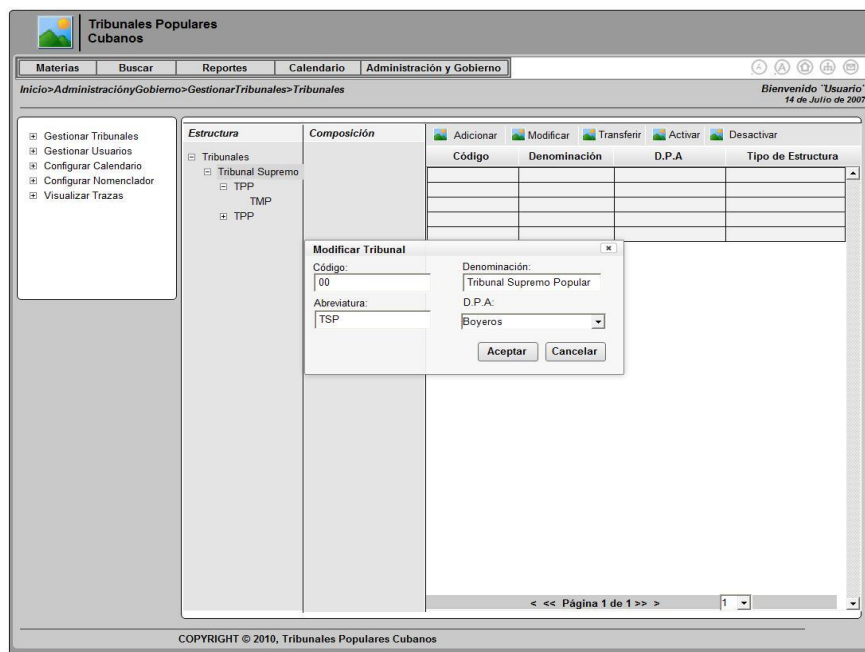 Tribunales Populares
Cubanos
Materias Buscar Reportes Calendario Administración y Gobierno
A A
Inicio>AdministraciónyGobierno>GestionarTribunales>Tribunales
Bienvenido ¨Usuario¨
14 de Julio de 2007
Gestionar Tribunales
Gestionar Usuarios
Configurar Calendario
Configurar Nomenclador
Visualizar Trazas
Estructura
Tribunales
Tribunal Supremo
TPP
TMP
TPP
Composición
Adicionar Modificar Transferir Activar Desactivar
Código Denominación D.P.A Tipo de Estructura
Modificar Tribunal
Código: Denominación:
00 Tribunal Supremo Popular
Abreviatura: D.P.A:
TSP Boyeros
Aceptar Cancelar
< << Página 1 de 1 >> > 1
COPYRIGHT © 2010, Tribunales Populares Cubanos